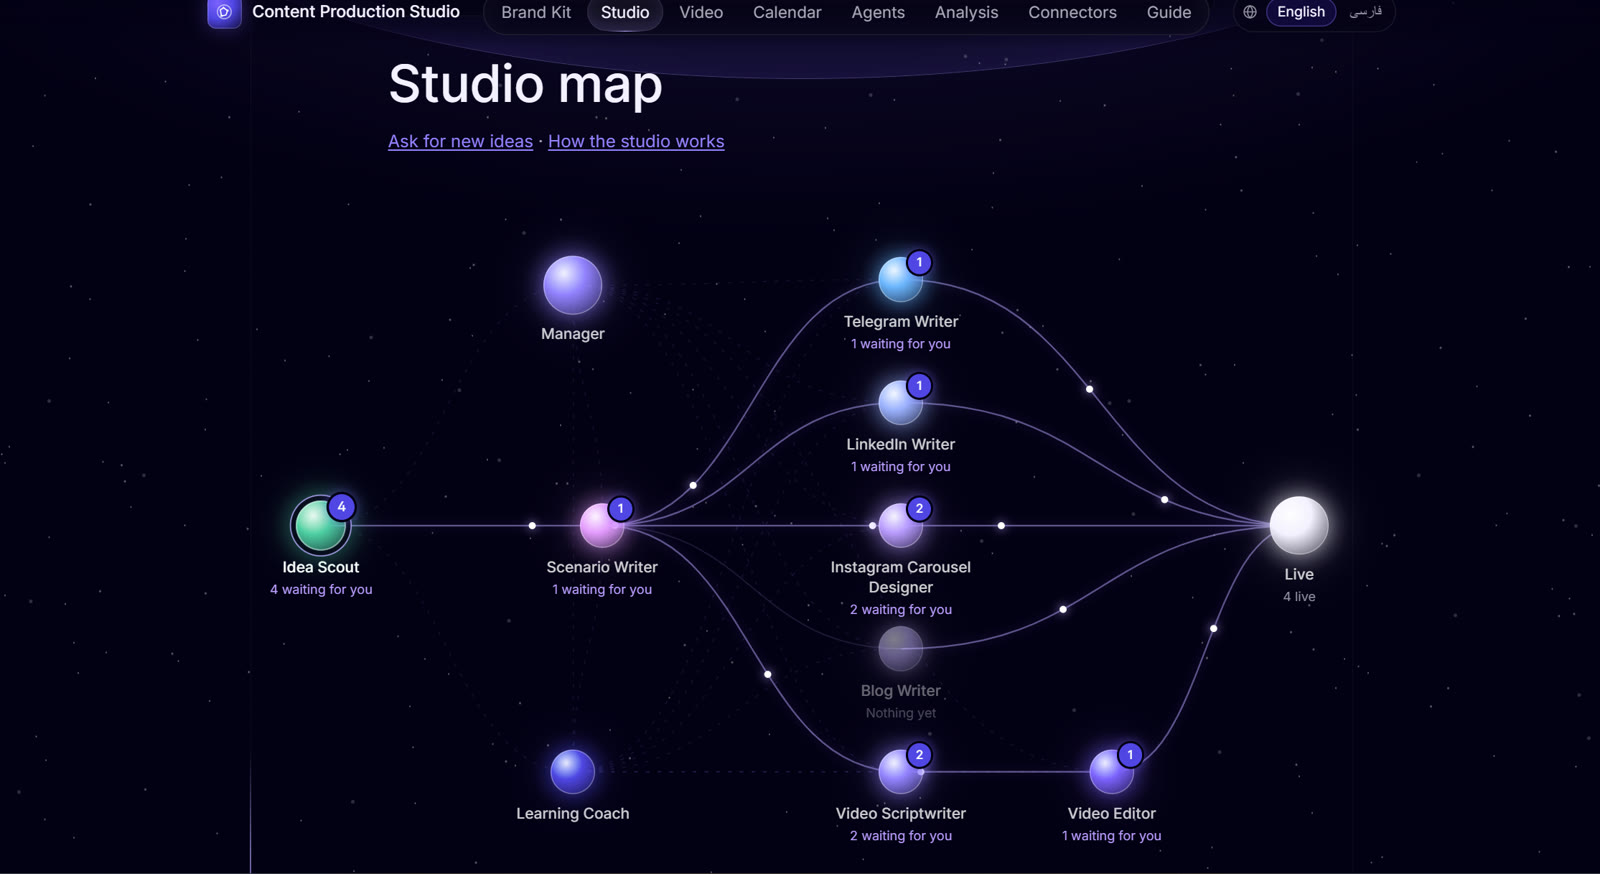 Content Production Studio
Brand Kit
Studio
Video
Calendar
Agents
Analysis
Connectors
Guide
English
فارسی
Studio map
Ask for new ideas · How the studio works
Manager
1
Telegram Writer
1 waiting for you
1
LinkedIn Writer
1 waiting for you
4
Idea Scout
4 waiting for you
1
Scenario Writer
1 waiting for you
2
Instagram Carousel
Designer
2 waiting for you
Live
4 live
Blog Writer
Nothing yet
Learning Coach
2
Video Scriptwriter
2 waiting for you
1
Video Editor
1 waiting for you